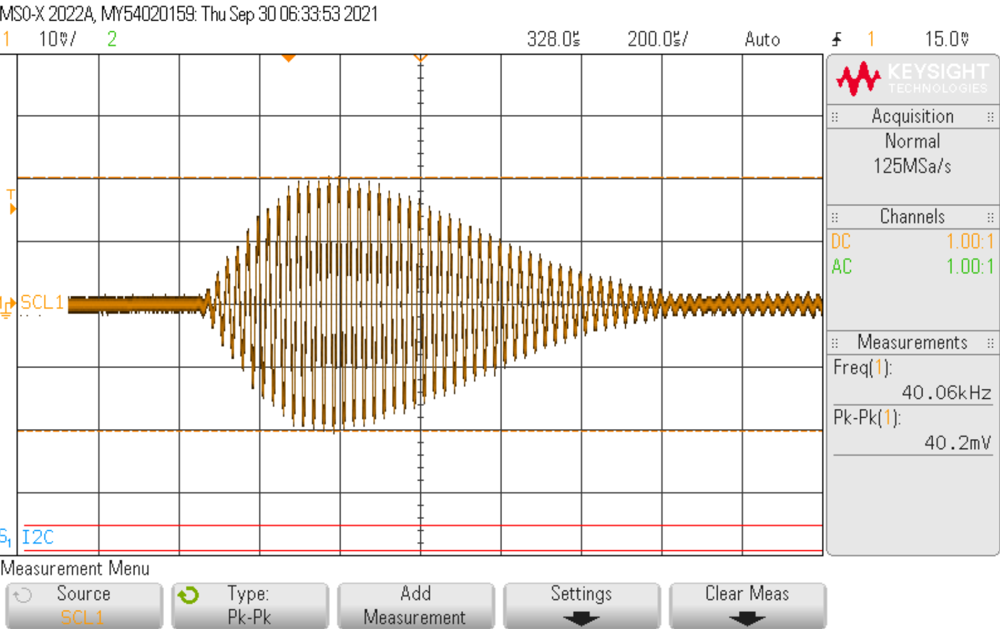 MSO-X 2022A, MY54020159: Thu Sep 30 06:33:53 2021
1 10mV/ 2 328.0µs 200.0µs/ Auto 1 15.0mV
KEYSIGHT
TECHNOLOGIES
Acquisition
Normal
125MSa/s
T
Channels
DC 1.00:1
AC 1.00:1
SCL1
Measurements
Freq(1):
40.06kHz
Pk-Pk(1):
40.2mV
S1 I2C
Measurement Menu
Source
SCL1
Type:
Pk-Pk
Add
Measurement
Settings
Clear Meas